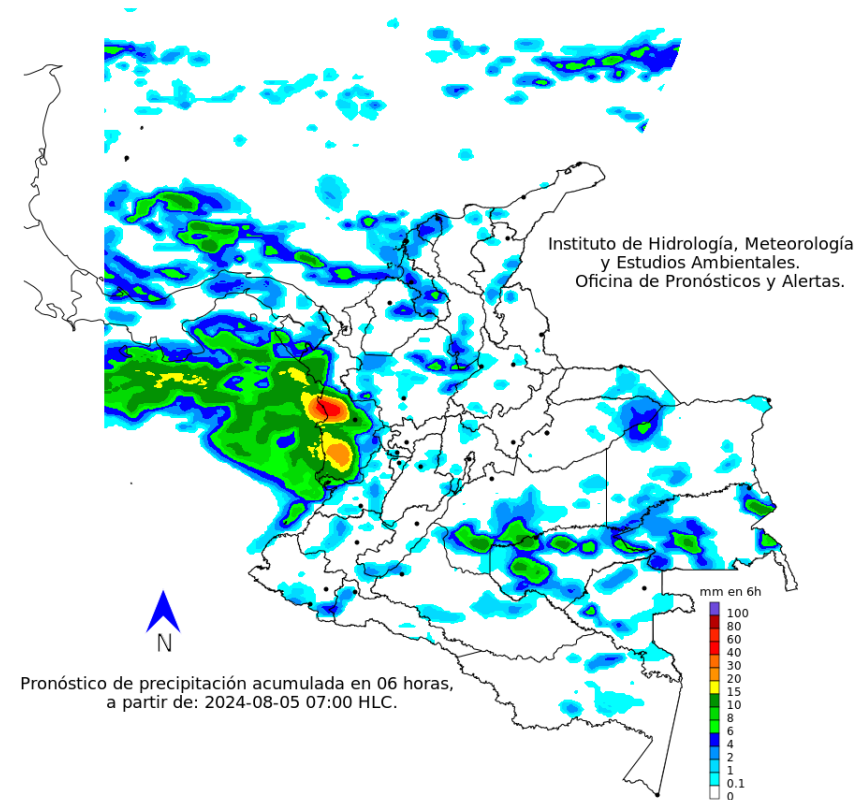 Instituto de Hidrología, Meteorología
y Estudios Ambientales.
Oficina de Pronósticos y Alertas.
mm en 6h
100
80
60
40
30
20
15
10
8
6
4
2
1
0.1
0
N
Pronóstico de precipitación acumulada en 06 horas,
a partir de: 2024-08-05 07:00 HLC.